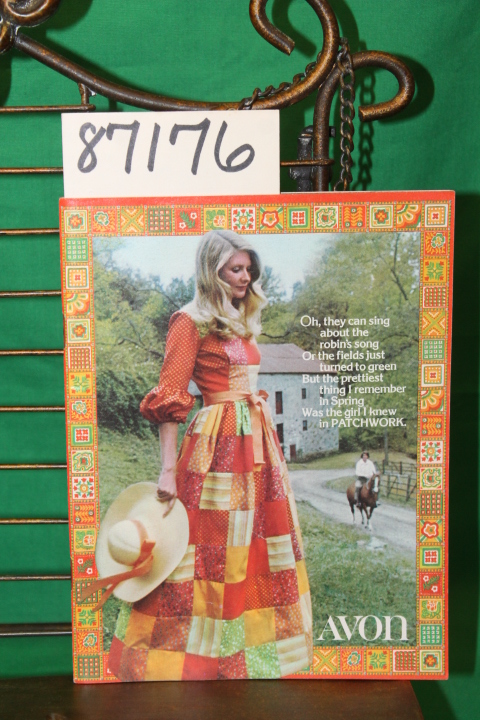 87176
Oh, they can sing
about the
robin's song
Or the fields just
turned to green
But the prettiest
thing I remember
in Spring
Was the girl I knew
in PATCHWORK.
AVON